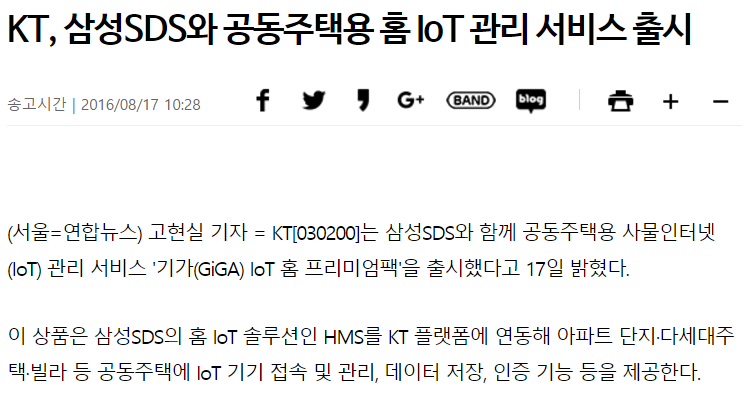 KT, 삼성SDS와 공동주택용 홈 IoT 관리 서비스 출시
송고시간 | 2016/08/17 10:28
f G+ BAND blog
(서울=연합뉴스) 고현실 기자 = KT[030200]는 삼성SDS와 함께 공동주택용 사물인터넷
(IoT) 관리 서비스 '기가(GiGA) IoT 홈 프리미엄팩'을 출시했다고 17일 밝혔다.
이 상품은 삼성SDS의 홈 IoT 솔루션인 HMS를 KT 플랫폼에 연동해 아파트 단지·다세대주
택·빌라 등 공동주택에 IoT 기기 접속 및 관리, 데이터 저장, 인증 기능 등을 제공한다.